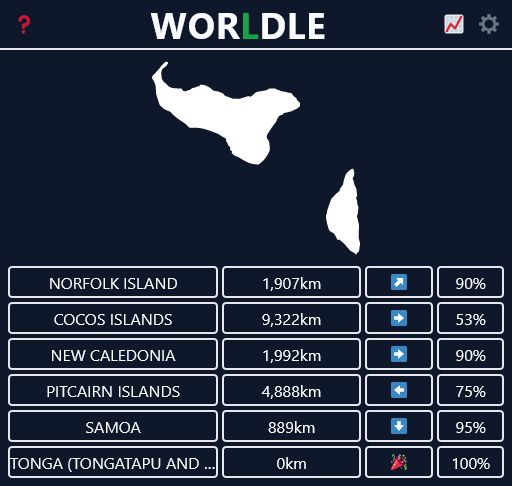 ? WORLDLE
NORFOLK ISLAND 1,907km 90%
COCOS ISLANDS 9,322km 53%
NEW CALEDONIA 1,992km 90%
PITCAIRN ISLANDS 4,888km 75%
SAMOA 889km 95%
TONGA (TONGATAPU AND ... 0km 100%